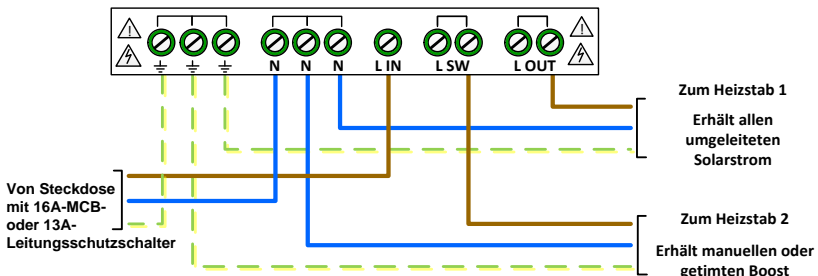 N N N L IN L SW L OUT
Zum Heizstab 1
Erhält allen
umgeleiteten
Solarstrom
Von Steckdose
mit 16A-MCB-
oder 13A-
Leitungsschutzschalter
Zum Heizstab 2
Erhält manuellen oder
getimten Boost